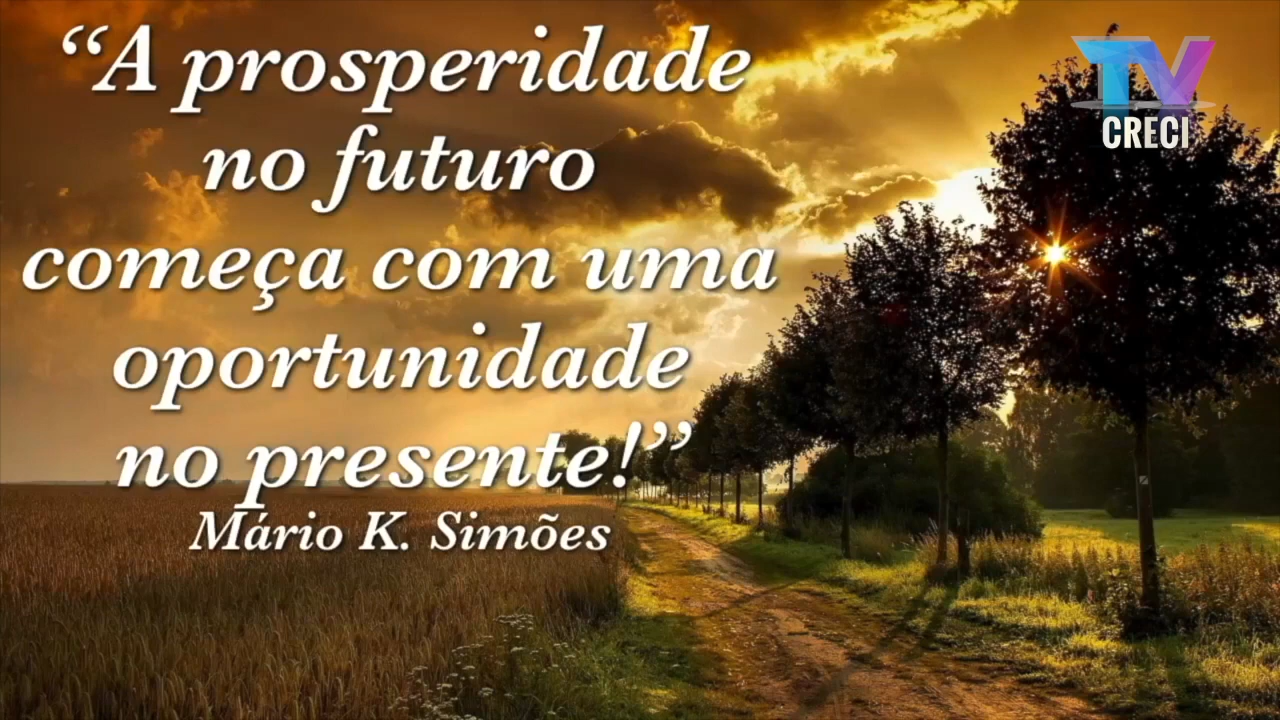 “A prosperidade
no futuro
começa com uma
oportunidade
no presente!”
Mário K. Simões
TV
CRECI